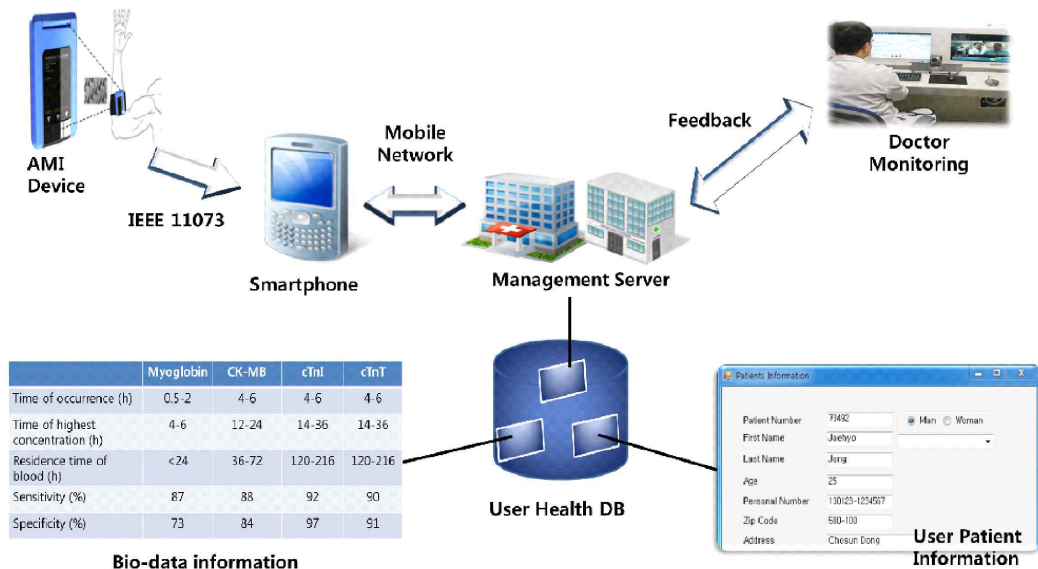 AMI
Device
IEEE 11073
Smartphone
Mobile
Network
Management Server
Feedback
Doctor
Monitoring
Myoglobin CK-MB cTnI cTnT
Time of occurrence (h) 0.5-2 4-6 4-6 4-6
Time of highest
concentration (h) 4-6 12-24 14-36 14-36
Residence time of
blood (h) <24 36-72 120-216 120-216
Sensitivity (%) 87 88 92 90
Specificity (%) 73 84 97 91
Bio-data information
User Health DB
Patients Information
Patient Number 73492 Man Woman
First Name Jaehyo
Last Name Jung
Age 25
Personal Number 130123-1234567
Zip Code 500-100
Address Chosun Dong
User Patient
Information